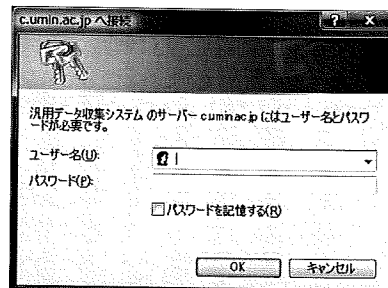 c.umin.ac.jp へ接続
汎用データ収集システム のサーバー c.umin.ac.jp にはユーザー名とパスワ
ードが必要です。
ユーザー名(U):
パスワード(P):
パスワードを記憶する(R)
OK
キャンセル